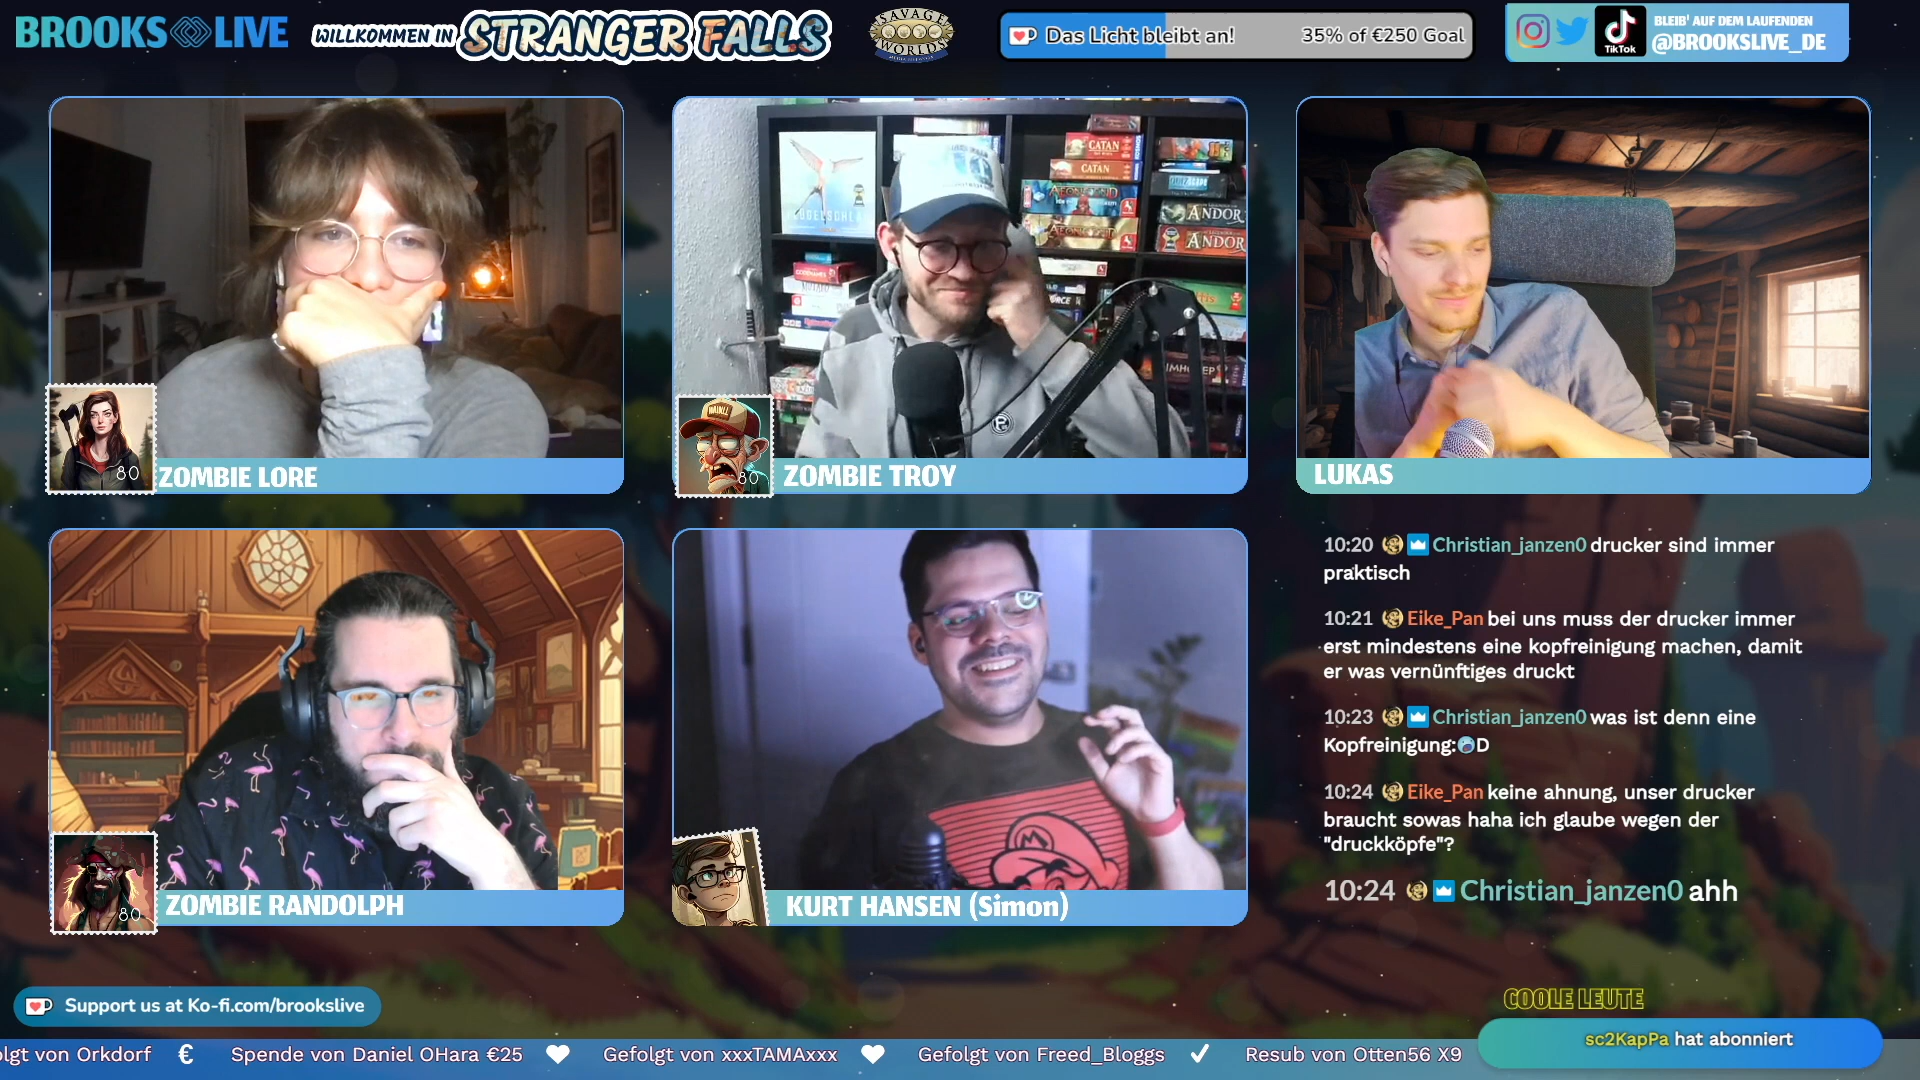 BROOKS LIVE
WILLKOMMEN IN STRANGER FALLS
SAVAGE WORLDS
Das Licht bleibt an! 35% of €250 Goal
TikTok
BLEIB' AUF DEM LAUFENDEN
@BROOKSLIVE_DE
CATAN
CATAN
ANDOR
ANDOR
80
ZOMBIE LORE
80
ZOMBIE TROY
LUKAS
10:20 Christian_janzen0 drucker sind immer
praktisch
10:21 Eike_Pan bei uns muss der drucker immer
erst mindestens eine kopfreinigung machen, damit
er was vernünftiges druckt
10:23 Christian_janzen0 was ist denn eine
Kopfreinigung: D
10:24 Eike_Pan keine ahnung, unser drucker
braucht sowas haha ich glaube wegen der
"druckköpfe"?
10:24 Christian_janzen0 ahh
80
ZOMBIE RANDOLPH
M
KURT HANSEN (Simon)
Support us at Ko-fi.com/brookslive
COOLE LEUTE
sc2KapPa hat abonniert
olgt von Orkdorf € Spende von Daniel OHara €25 Gefolgt von xxxTAMAxxx Gefolgt von Freed_Bloggs Resub von Otten56 X9